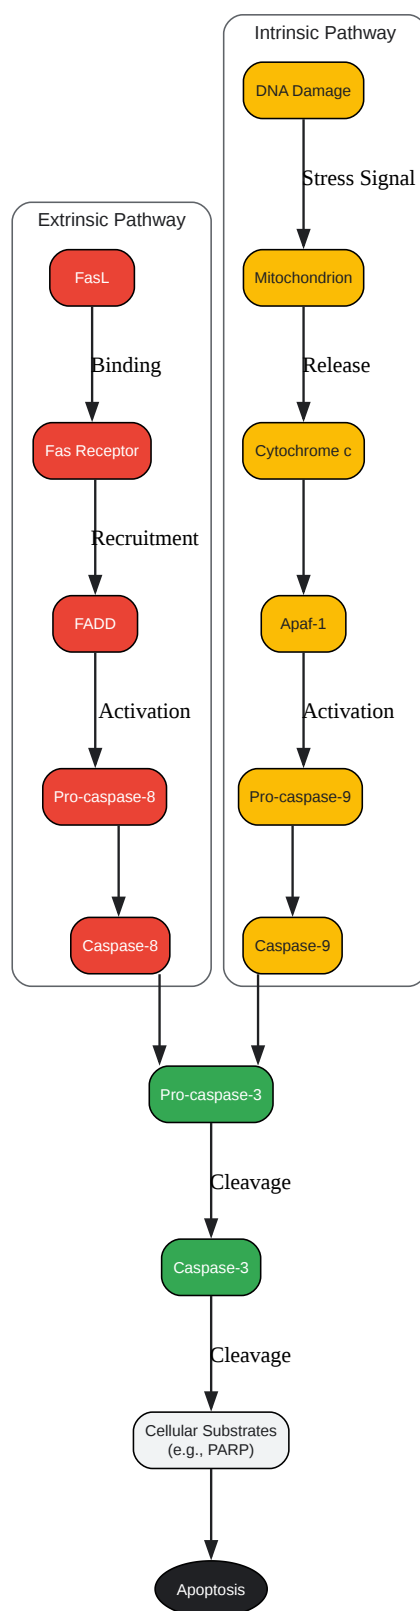 Intrinsic Pathway
DNA Damage
Stress Signal
Mitochondrion
Release
Cytochrome c
Apaf-1
Activation
Pro-caspase-9
Caspase-9
Extrinsic Pathway
FasL
Binding
Fas Receptor
Recruitment
FADD
Activation
Pro-caspase-8
Caspase-8
Pro-caspase-3
Cleavage
Caspase-3
Cleavage
Cellular Substrates
(e.g., PARP)
Apoptosis